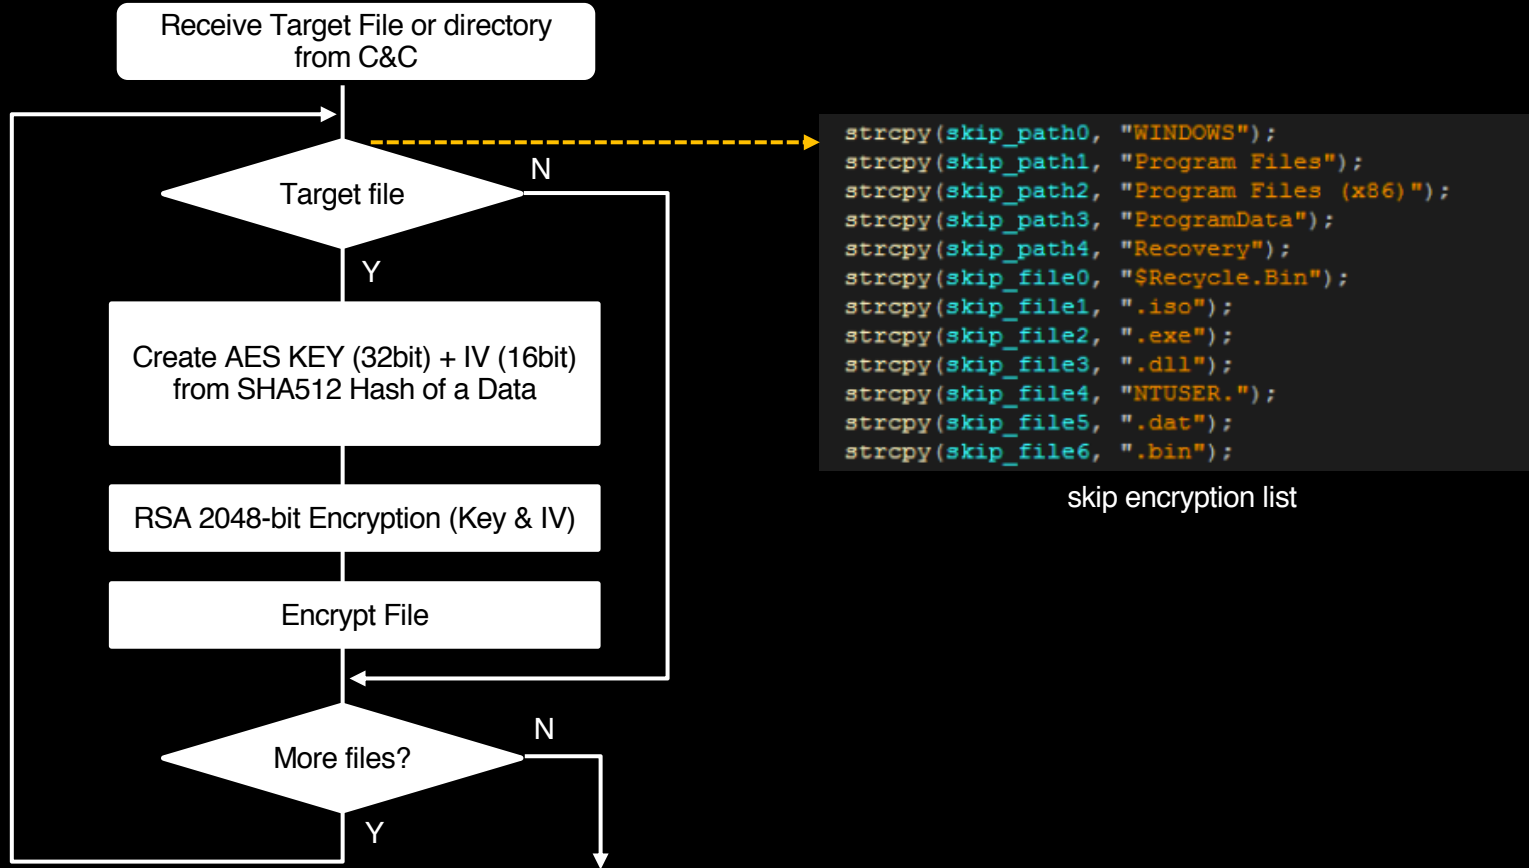 Receive Target File or directory
from C&C
Target file
N
Y
Create AES KEY (32bit) + IV (16bit)
from SHA512 Hash of a Data
RSA 2048-bit Encryption (Key & IV)
Encrypt File
More files?
N
Y
strcpy(skip_path0, "WINDOWS");
strcpy(skip_path1, "Program Files");
strcpy(skip_path2, "Program Files (x86)");
strcpy(skip_path3, "ProgramData");
strcpy(skip_path4, "Recovery");
strcpy(skip_file0, "$Recycle.Bin");
strcpy(skip_file1, ".iso");
strcpy(skip_file2, ".exe");
strcpy(skip_file3, ".dll");
strcpy(skip_file4, "NTUSER.");
strcpy(skip_file5, ".dat");
strcpy(skip_file6, ".bin");
skip encryption list